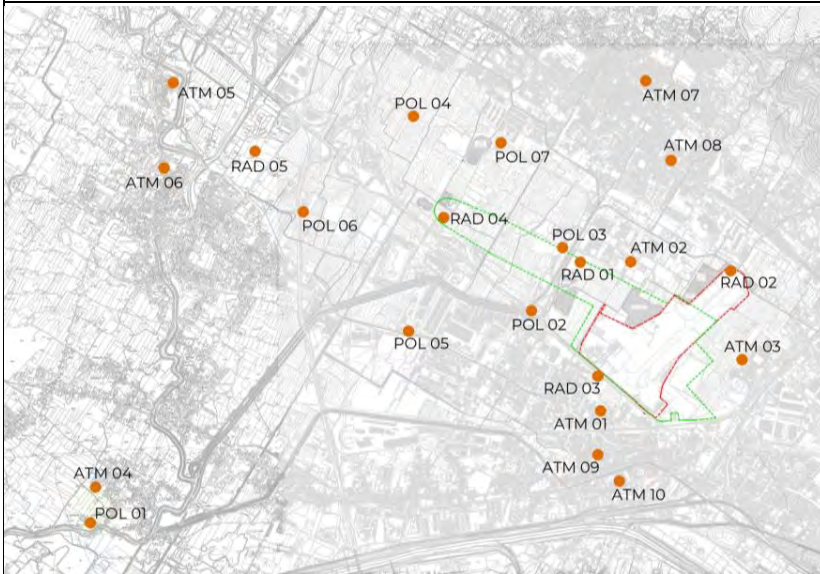 ATM 05
ATM 07
POL 04
POL 07
ATM 08
RAD 05
ATM 06
POL 06
RAD 04
POL 03
ATM 02
RAD 01
RAD 02
POL 02
POL 05
ATM 03
RAD 03
ATM 01
ATM 09
ATM 04
ATM 10
POL 01